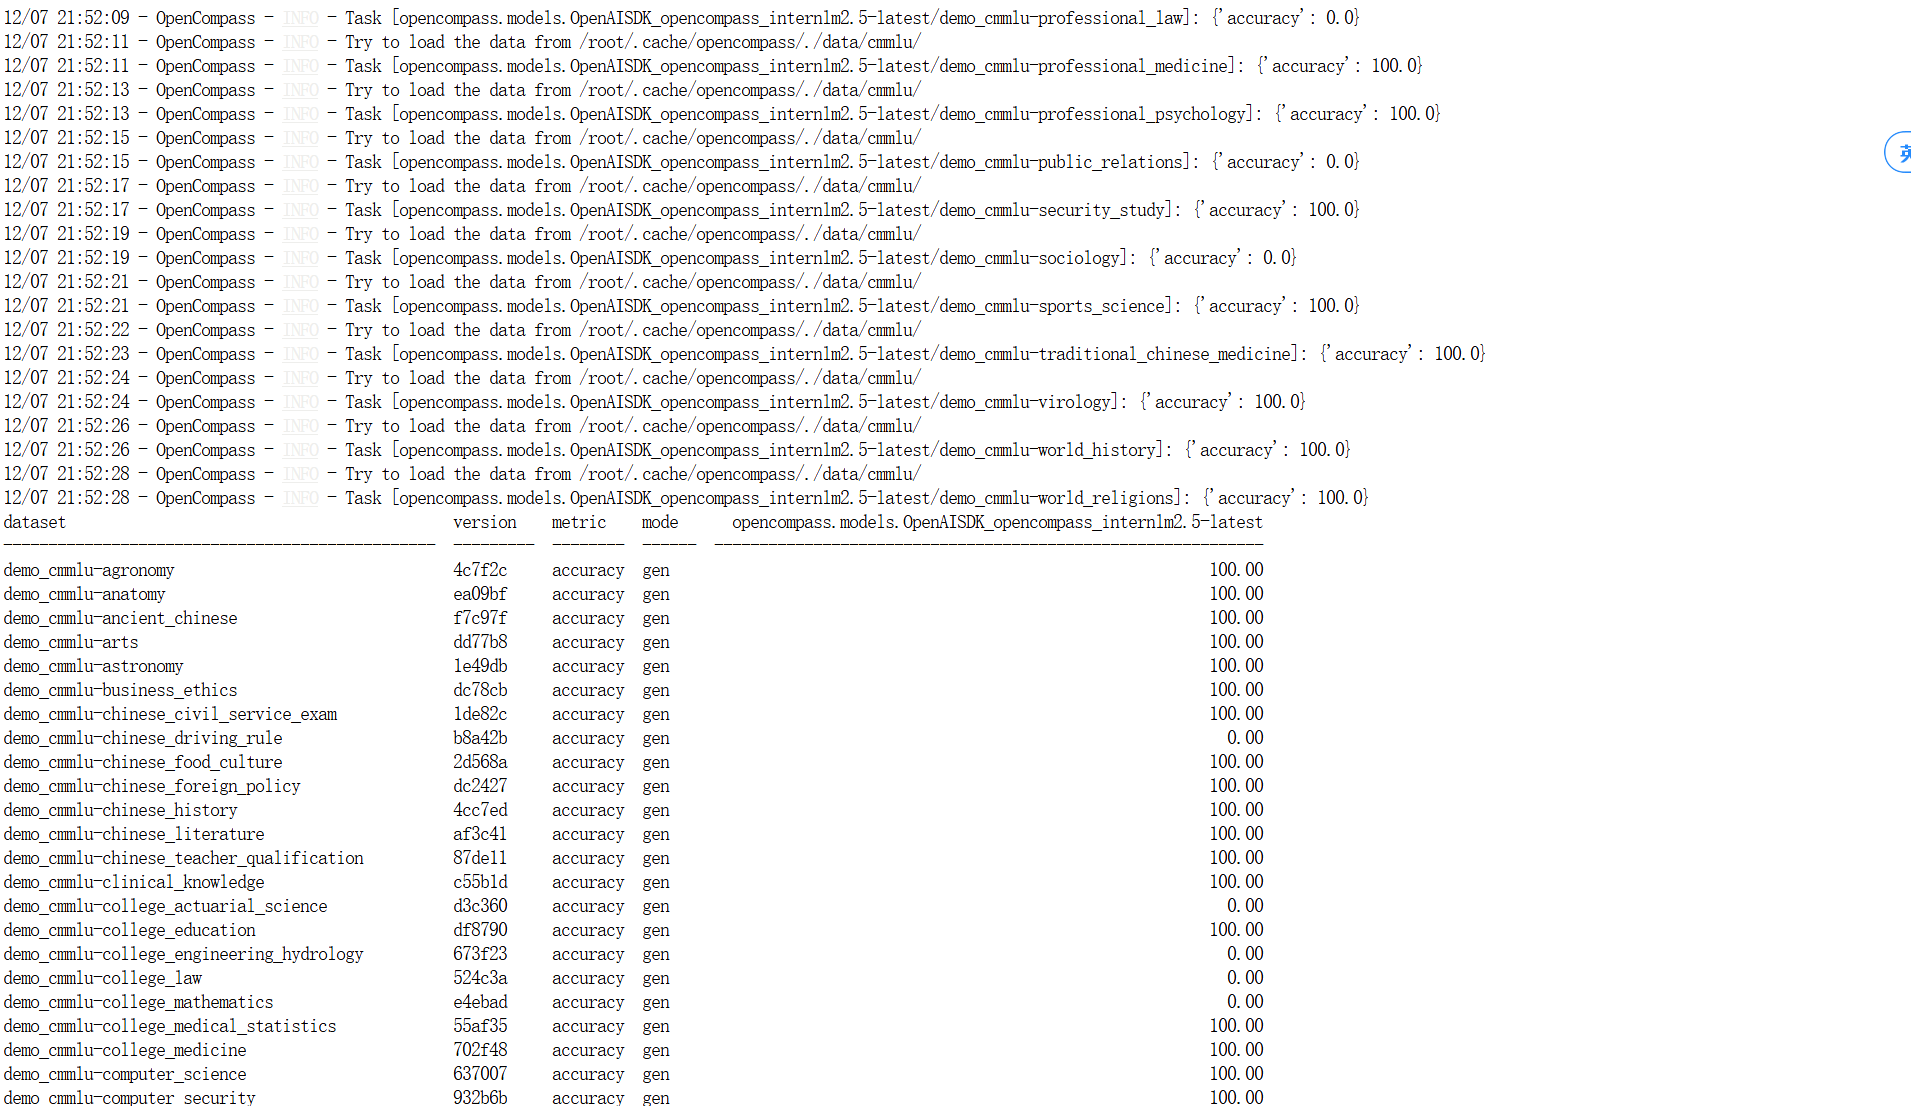 12/07 21:52:09 - OpenCompass - INFO - Task [opencompass.models.OpenAISDK_opencompass_internlm2.5-latest/demo_cmmlu-professional_law]: {'accuracy': 0.0}
12/07 21:52:11 - OpenCompass - INFO - Try to load the data from /root/.cache/opencompass/./data/cmmlu/
12/07 21:52:11 - OpenCompass - INFO - Task [opencompass.models.OpenAISDK_opencompass_internlm2.5-latest/demo_cmmlu-professional_medicine]: {'accuracy': 100.0}
12/07 21:52:13 - OpenCompass - INFO - Try to load the data from /root/.cache/opencompass/./data/cmmlu/
12/07 21:52:13 - OpenCompass - INFO - Task [opencompass.models.OpenAISDK_opencompass_internlm2.5-latest/demo_cmmlu-professional_psychology]: {'accuracy': 100.0}
12/07 21:52:15 - OpenCompass - INFO - Try to load the data from /root/.cache/opencompass/./data/cmmlu/
12/07 21:52:15 - OpenCompass - INFO - Task [opencompass.models.OpenAISDK_opencompass_internlm2.5-latest/demo_cmmlu-public_relations]: {'accuracy': 0.0}
12/07 21:52:17 - OpenCompass - INFO - Try to load the data from /root/.cache/opencompass/./data/cmmlu/
12/07 21:52:17 - OpenCompass - INFO - Task [opencompass.models.OpenAISDK_opencompass_internlm2.5-latest/demo_cmmlu-security_study]: {'accuracy': 100.0}
12/07 21:52:19 - OpenCompass - INFO - Try to load the data from /root/.cache/opencompass/./data/cmmlu/
12/07 21:52:19 - OpenCompass - INFO - Task [opencompass.models.OpenAISDK_opencompass_internlm2.5-latest/demo_cmmlu-sociology]: {'accuracy': 0.0}
12/07 21:52:21 - OpenCompass - INFO - Try to load the data from /root/.cache/opencompass/./data/cmmlu/
12/07 21:52:21 - OpenCompass - INFO - Task [opencompass.models.OpenAISDK_opencompass_internlm2.5-latest/demo_cmmlu-sports_science]: {'accuracy': 100.0}
12/07 21:52:22 - OpenCompass - INFO - Try to load the data from /root/.cache/opencompass/./data/cmmlu/
12/07 21:52:23 - OpenCompass - INFO - Task [opencompass.models.OpenAISDK_opencompass_internlm2.5-latest/demo_cmmlu-traditional_chinese_medicine]: {'accuracy': 100.0}
12/07 21:52:24 - OpenCompass - INFO - Try to load the data from /root/.cache/opencompass/./data/cmmlu/
12/07 21:52:24 - OpenCompass - INFO - Task [opencompass.models.OpenAISDK_opencompass_internlm2.5-latest/demo_cmmlu-virology]: {'accuracy': 100.0}
12/07 21:52:26 - OpenCompass - INFO - Try to load the data from /root/.cache/opencompass/./data/cmmlu/
12/07 21:52:26 - OpenCompass - INFO - Task [opencompass.models.OpenAISDK_opencompass_internlm2.5-latest/demo_cmmlu-world_history]: {'accuracy': 100.0}
12/07 21:52:28 - OpenCompass - INFO - Try to load the data from /root/.cache/opencompass/./data/cmmlu/
12/07 21:52:28 - OpenCompass - INFO - Task [opencompass.models.OpenAISDK_opencompass_internlm2.5-latest/demo_cmmlu-world_religions]: {'accuracy': 100.0}
dataset version metric mode opencompass.models.OpenAISDK_opencompass_internlm2.5-latest
------------------------------------------------ --------- -------- ------ -------------------------------------------------------------
demo_cmmlu-agronomy 4c7f2c accuracy gen 100.00
demo_cmmlu-anatomy ea09bf accuracy gen 100.00
demo_cmmlu-ancient_chinese f7c97f accuracy gen 100.00
demo_cmmlu-arts dd77b8 accuracy gen 100.00
demo_cmmlu-astronomy 1e49db accuracy gen 100.00
demo_cmmlu-business_ethics dc78cb accuracy gen 100.00
demo_cmmlu-chinese_civil_service_exam 1de82c accuracy gen 100.00
demo_cmmlu-chinese_driving_rule b8a42b accuracy gen 0.00
demo_cmmlu-chinese_food_culture 2d568a accuracy gen 100.00
demo_cmmlu-chinese_foreign_policy dc2427 accuracy gen 100.00
demo_cmmlu-chinese_history 4cc7ed accuracy gen 100.00
demo_cmmlu-chinese_literature af3c41 accuracy gen 100.00
demo_cmmlu-chinese_teacher_qualification 87de11 accuracy gen 100.00
demo_cmmlu-clinical_knowledge c55b1d accuracy gen 100.00
demo_cmmlu-college_actuarial_science d3c360 accuracy gen 0.00
demo_cmmlu-college_education df8790 accuracy gen 100.00
demo_cmmlu-college_engineering_hydrology 673f23 accuracy gen 0.00
demo_cmmlu-college_law 524c3a accuracy gen 0.00
demo_cmmlu-college_mathematics e4ebad accuracy gen 0.00
demo_cmmlu-college_medical_statistics 55af35 accuracy gen 100.00
demo_cmmlu-college_medicine 702f48 accuracy gen 100.00
demo_cmmlu-computer_science 637007 accuracy gen 100.00
demo_cmmlu-computer_security 932b6b accuracy gen 100.00